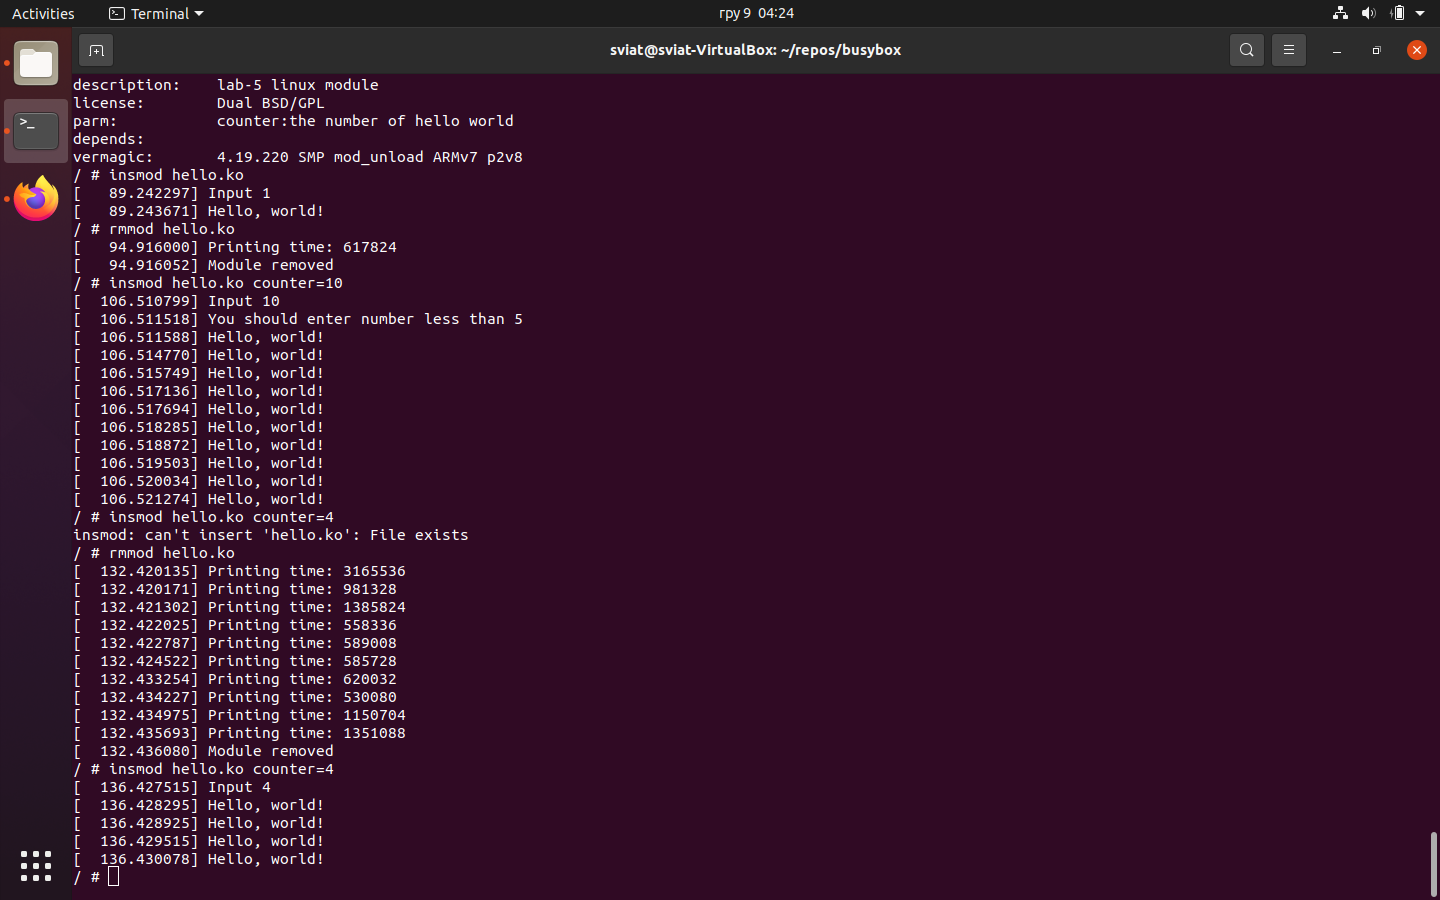 Activities Terminal гру 9 04:24
sviat@sviat-VirtualBox: ~/repos/busybox
description:    lab-5 linux module
license:        Dual BSD/GPL
parm:           counter:the number of hello world
depends:
vermagic:       4.19.220 SMP mod_unload ARMv7 p2v8
/ # insmod hello.ko
[   89.242297] Input 1
[   89.243671] Hello, world!
/ # rmmod hello.ko
[   94.916000] Printing time: 617824
[   94.916052] Module removed
/ # insmod hello.ko counter=10
[  106.510799] Input 10
[  106.511518] You should enter number less than 5
[  106.511588] Hello, world!
[  106.514770] Hello, world!
[  106.515749] Hello, world!
[  106.517136] Hello, world!
[  106.517694] Hello, world!
[  106.518285] Hello, world!
[  106.518872] Hello, world!
[  106.519503] Hello, world!
[  106.520034] Hello, world!
[  106.521274] Hello, world!
/ # insmod hello.ko counter=4
insmod: can't insert 'hello.ko': File exists
/ # rmmod hello.ko
[  132.420135] Printing time: 3165536
[  132.420171] Printing time: 981328
[  132.421302] Printing time: 1385824
[  132.422025] Printing time: 558336
[  132.422787] Printing time: 589008
[  132.424522] Printing time: 585728
[  132.433254] Printing time: 620032
[  132.434227] Printing time: 530080
[  132.434975] Printing time: 1150704
[  132.435693] Printing time: 1351088
[  132.436080] Module removed
/ # insmod hello.ko counter=4
[  136.427515] Input 4
[  136.428295] Hello, world!
[  136.428925] Hello, world!
[  136.429515] Hello, world!
[  136.430078] Hello, world!
/ #